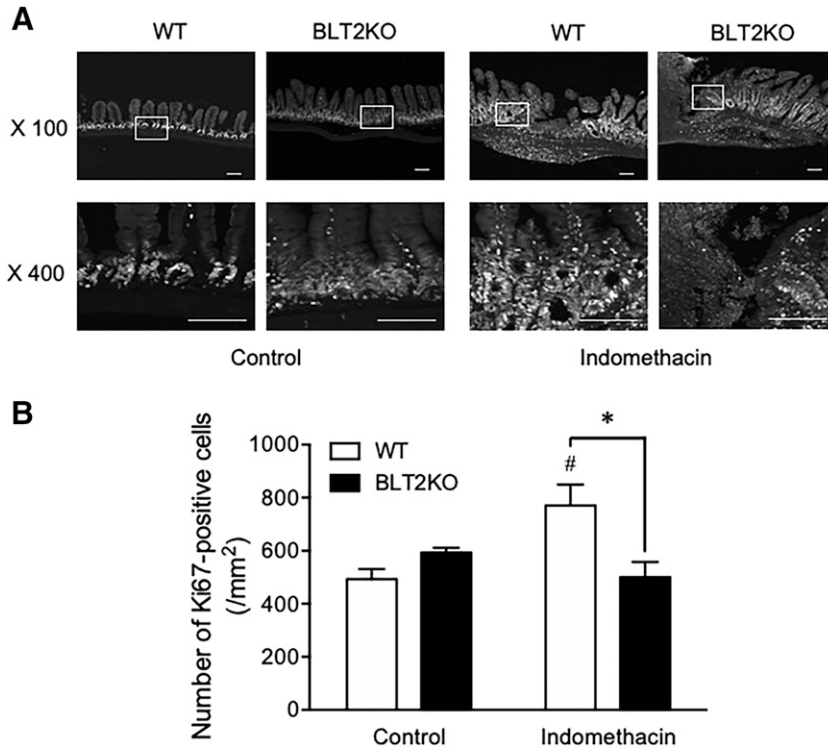 A
WT BLT2KO WT BLT2KO
X 100
X 400
Control Indomethacin
B
Number of Ki67-positive cells
(/mm²)
1000
800
600
400
200
0
WT
BLT2KO
*
#
Control Indomethacin